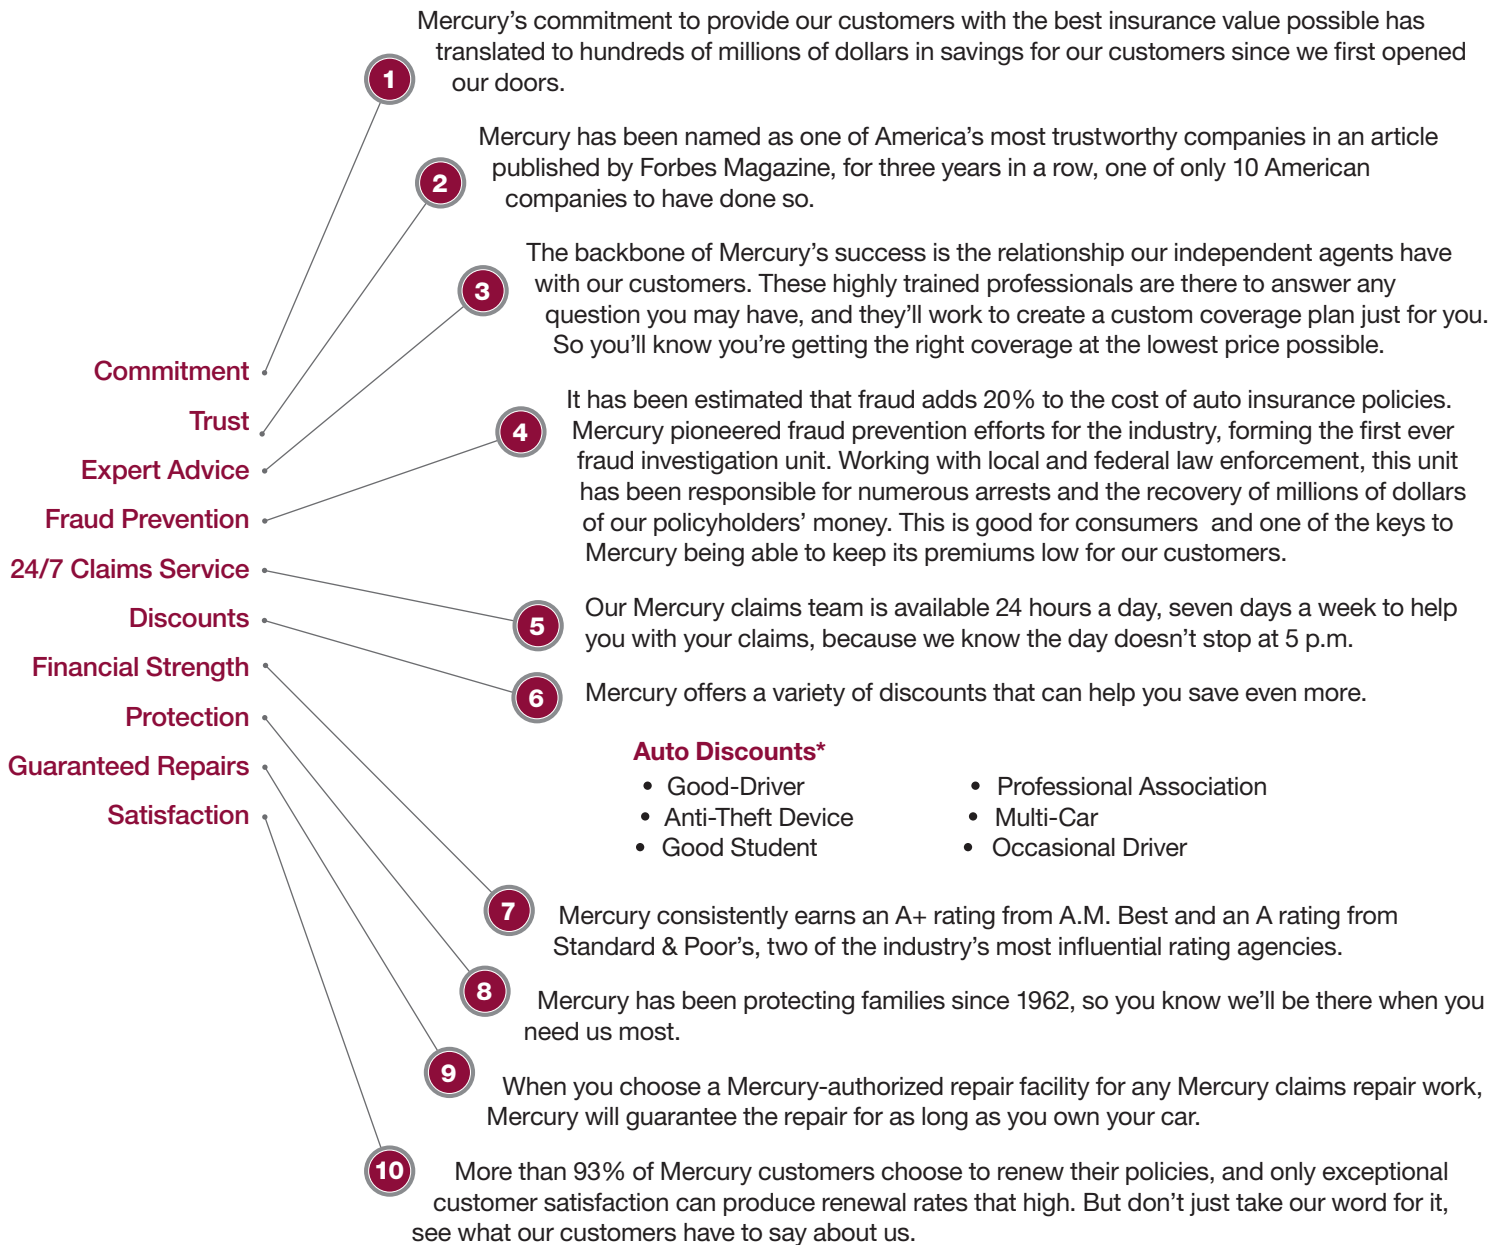 Mercury’s commitment to provide our customers with the best insurance value possible has
translated to hundreds of millions of dollars in savings for our customers since we first opened
our doors.
1
Mercury has been named as one of America’s most trustworthy companies in an article
published by Forbes Magazine, for three years in a row, one of only 10 American
companies to have done so.
2
The backbone of Mercury’s success is the relationship our independent agents have
with our customers. These highly trained professionals are there to answer any
question you may have, and they’ll work to create a custom coverage plan just for you.
So you’ll know you’re getting the right coverage at the lowest price possible.
3
Commitment
Trust
Expert Advice
Fraud Prevention
24/7 Claims Service
Discounts
Financial Strength
Protection
Guaranteed Repairs
Satisfaction
4
It has been estimated that fraud adds 20% to the cost of auto insurance policies.
Mercury pioneered fraud prevention efforts for the industry, forming the first ever
fraud investigation unit. Working with local and federal law enforcement, this unit
has been responsible for numerous arrests and the recovery of millions of dollars
of our policyholders’ money. This is good for consumers  and one of the keys to
Mercury being able to keep its premiums low for our customers.
5
Our Mercury claims team is available 24 hours a day, seven days a week to help
you with your claims, because we know the day doesn’t stop at 5 p.m.
6
Mercury offers a variety of discounts that can help you save even more.
Auto Discounts*
• Good-Driver
• Anti-Theft Device
• Good Student
• Professional Association
• Multi-Car
• Occasional Driver
7
Mercury consistently earns an A+ rating from A.M. Best and an A rating from
Standard & Poor’s, two of the industry’s most influential rating agencies.
8
Mercury has been protecting families since 1962, so you know we’ll be there when you
need us most.
9
When you choose a Mercury-authorized repair facility for any Mercury claims repair work,
Mercury will guarantee the repair for as long as you own your car.
10
More than 93% of Mercury customers choose to renew their policies, and only exceptional
customer satisfaction can produce renewal rates that high. But don’t just take our word for it,
see what our customers have to say about us.